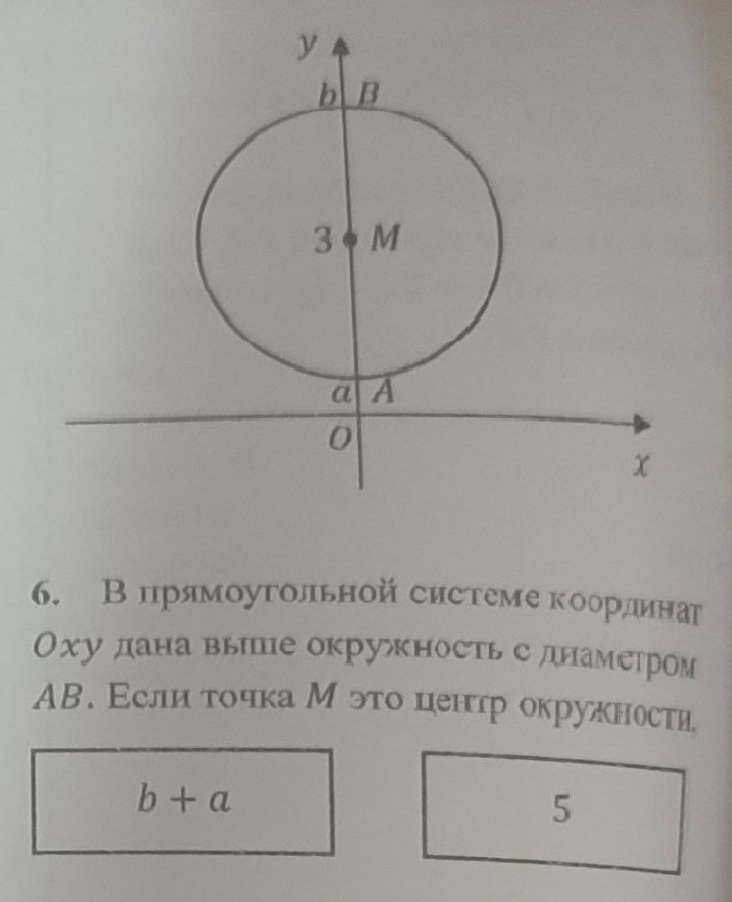 y
b B
3 M
a A
O
x
6. В прямоугольной системе координат
Oxy дана выше окружность с диаметром
AB. Если точка M это центр окружности,
b + a
5